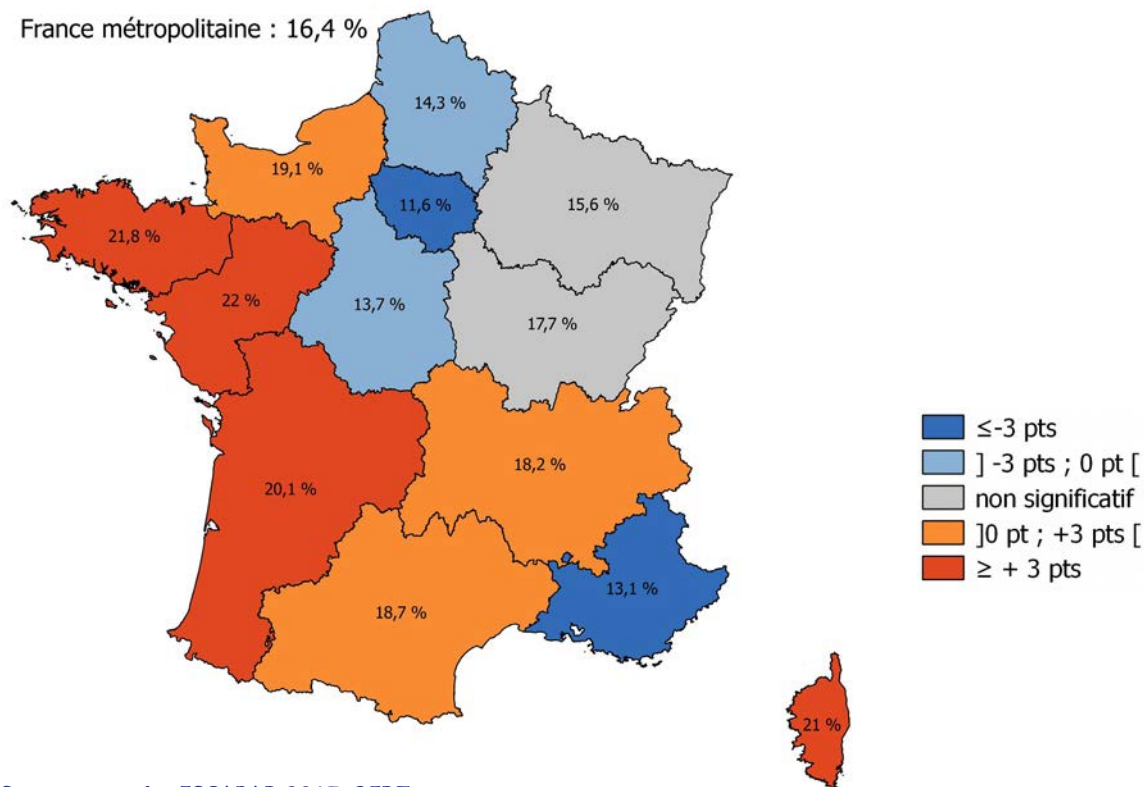 France métropolitaine : 16,4 %
14,3 %
19,1 %
11,6 %
15,6 %
21,8 %
22 %
13,7 %
17,7 %
18,2 %
20,1 %
13,1 %
18,7 %
21 %
≤-3 pts
] -3 pts ; 0 pt [
non significatif
]0 pt ; +3 pts [
≥ + 3 pts